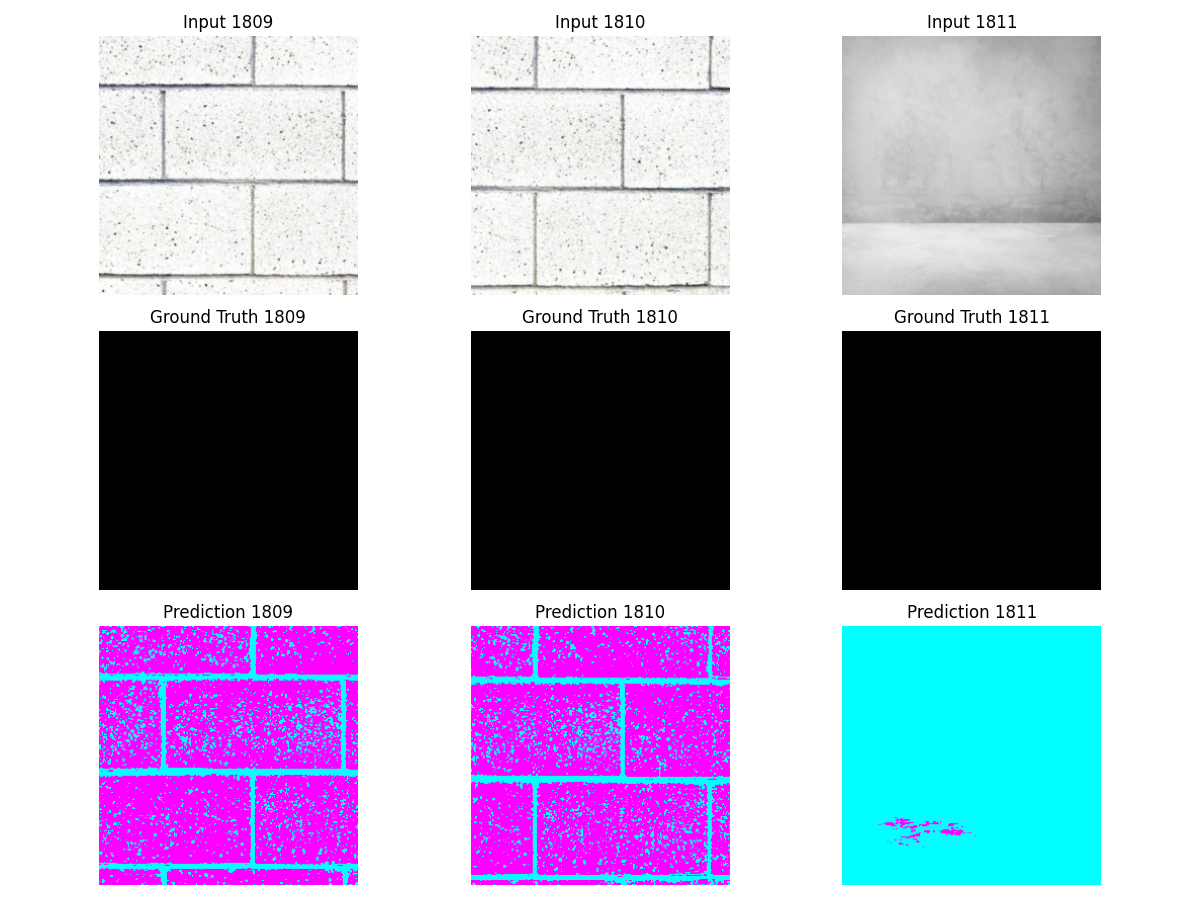 Input 1809
Input 1810
Input 1811
Ground Truth 1809
Ground Truth 1810
Ground Truth 1811
Prediction 1809
Prediction 1810
Prediction 1811